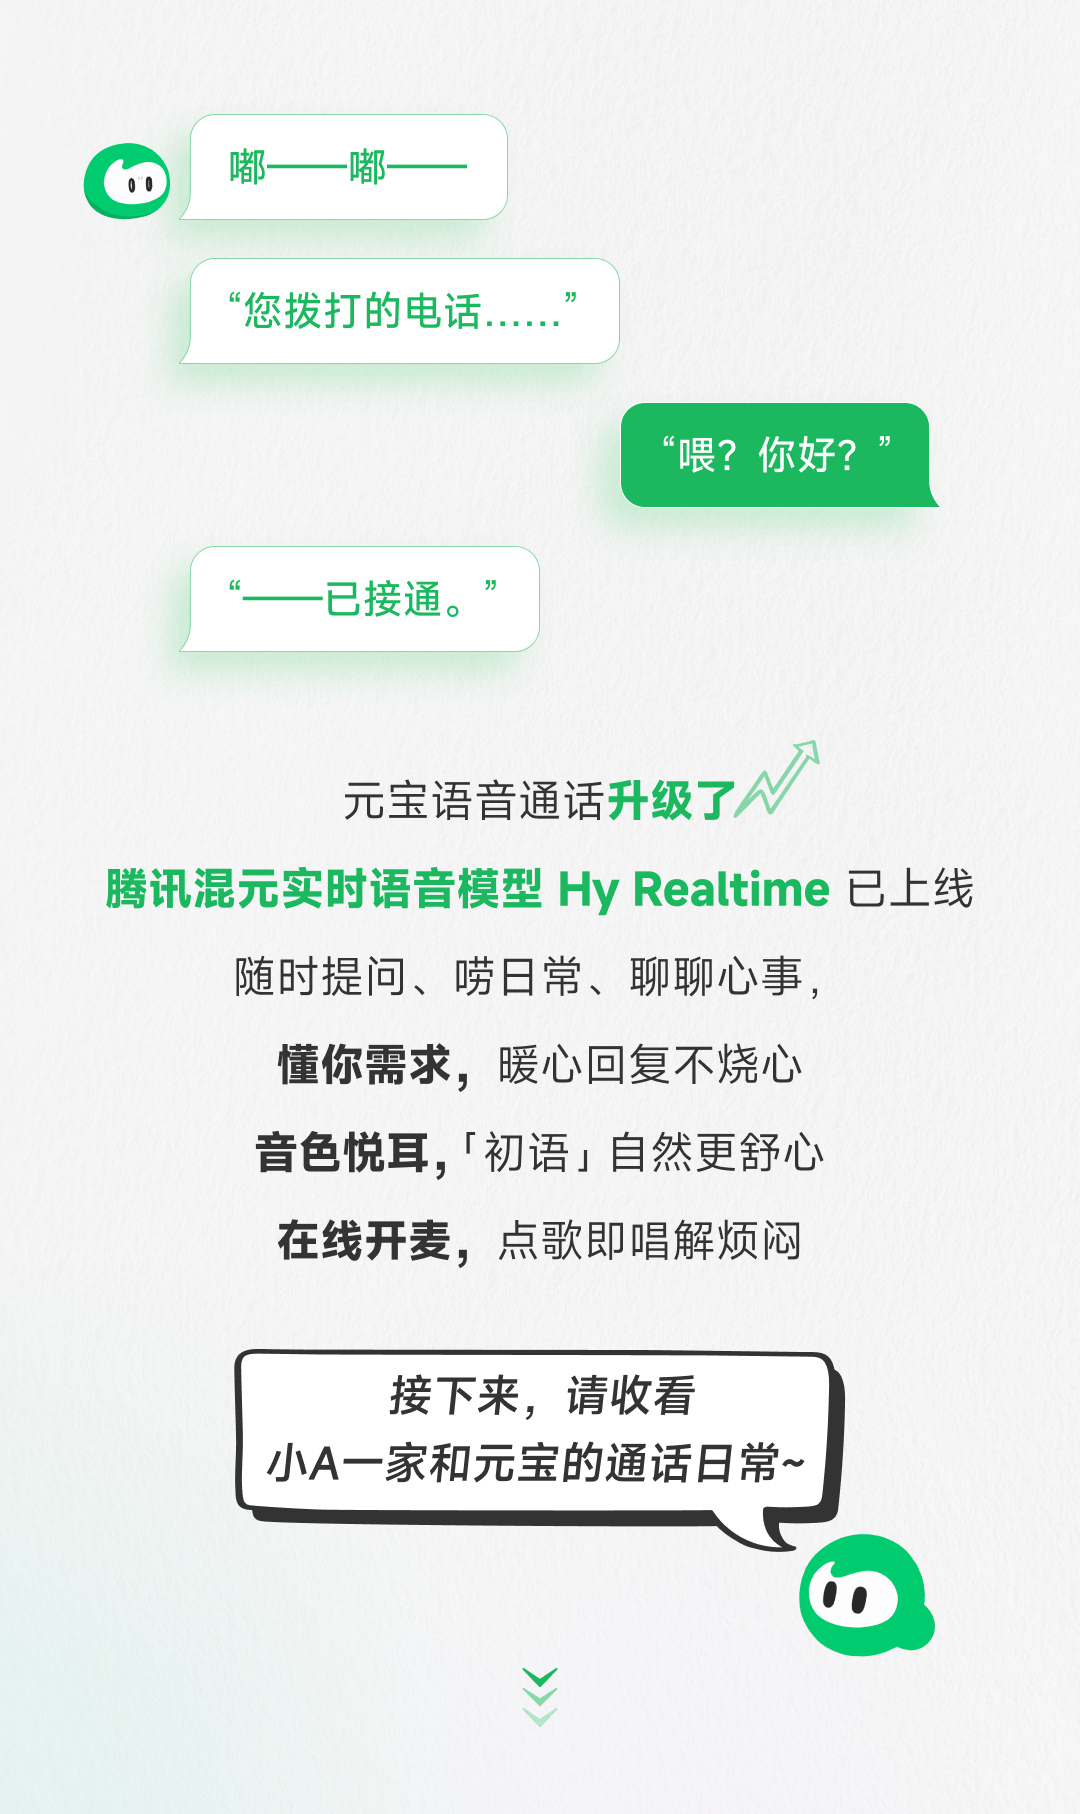 嘟——嘟——
“您拨打的电话……”
“喂？你好？”
“——已接通。”
元宝语音通话升级了
腾讯混元实时语音模型 Hy Realtime 已上线
随时提问、唠日常、聊聊心事，
懂你需求，暖心回复不烧心
音色悦耳，「初语」自然更舒心
在线开麦，点歌即唱解烦闷
接下来，请收看
小A一家和元宝的通话日常~